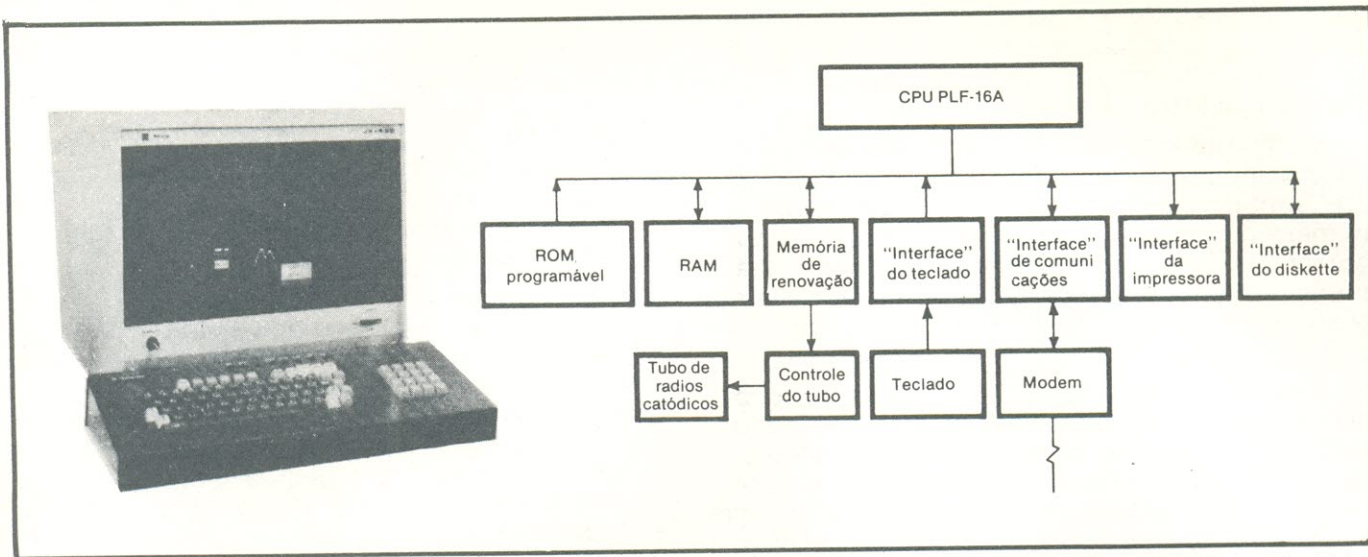 CPU PLF-16A
ROM
programável
RAM
Memória
de
renovação
"Interface"
do teclado
"Interface"
de comuni
cações
"Interface"
da
impressora
"Interface"
do diskette
Tubo de
radios
catódicos
Controle
do tubo
Teclado
Modem